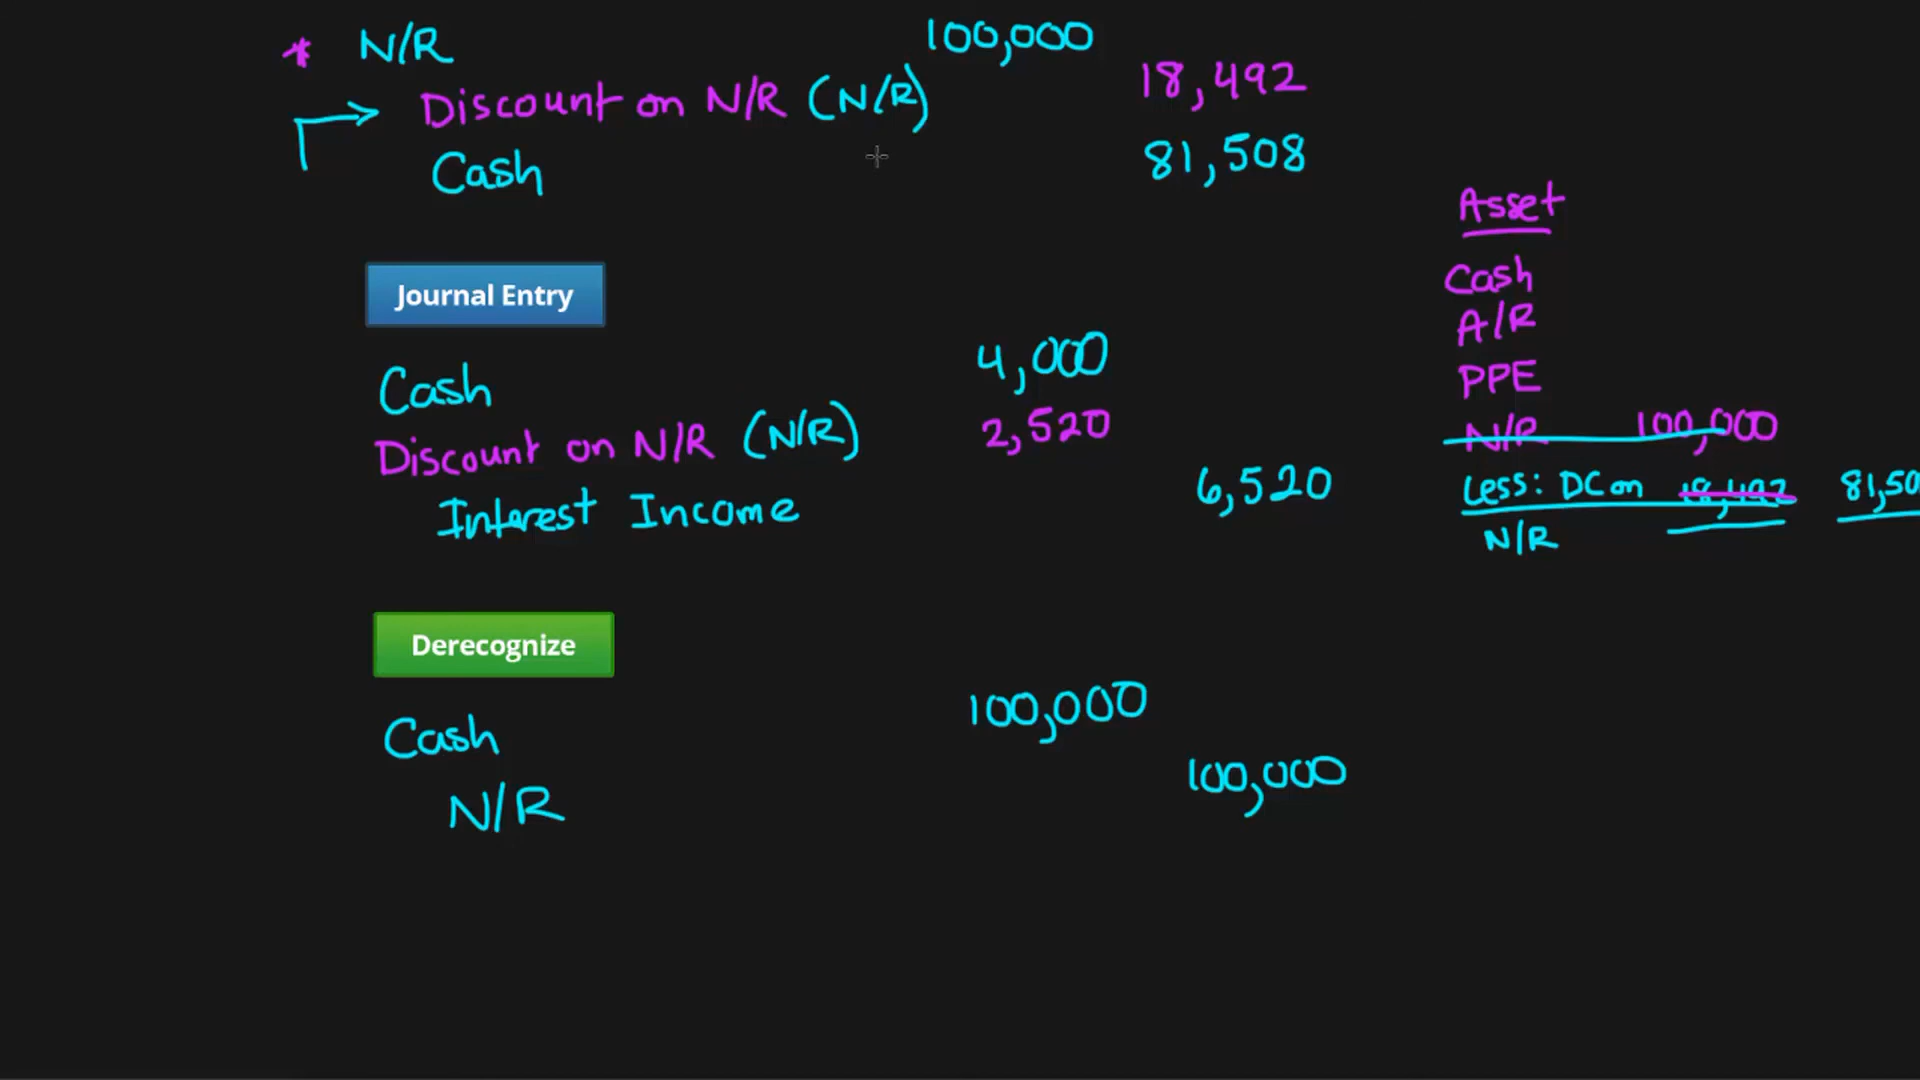 * N/R 100,000
Discount on N/R (N/R) 18,492
Cash 81,508
Journal Entry
Cash 4,000
Discount on N/R (N/R) 2,520
Interest Income 6,520
Derecognize
Cash 100,000
N/R 100,000
Asset
Cash
A/R
PPE
N/R 100,000
Less: DC on 18,492 81,50
N/R